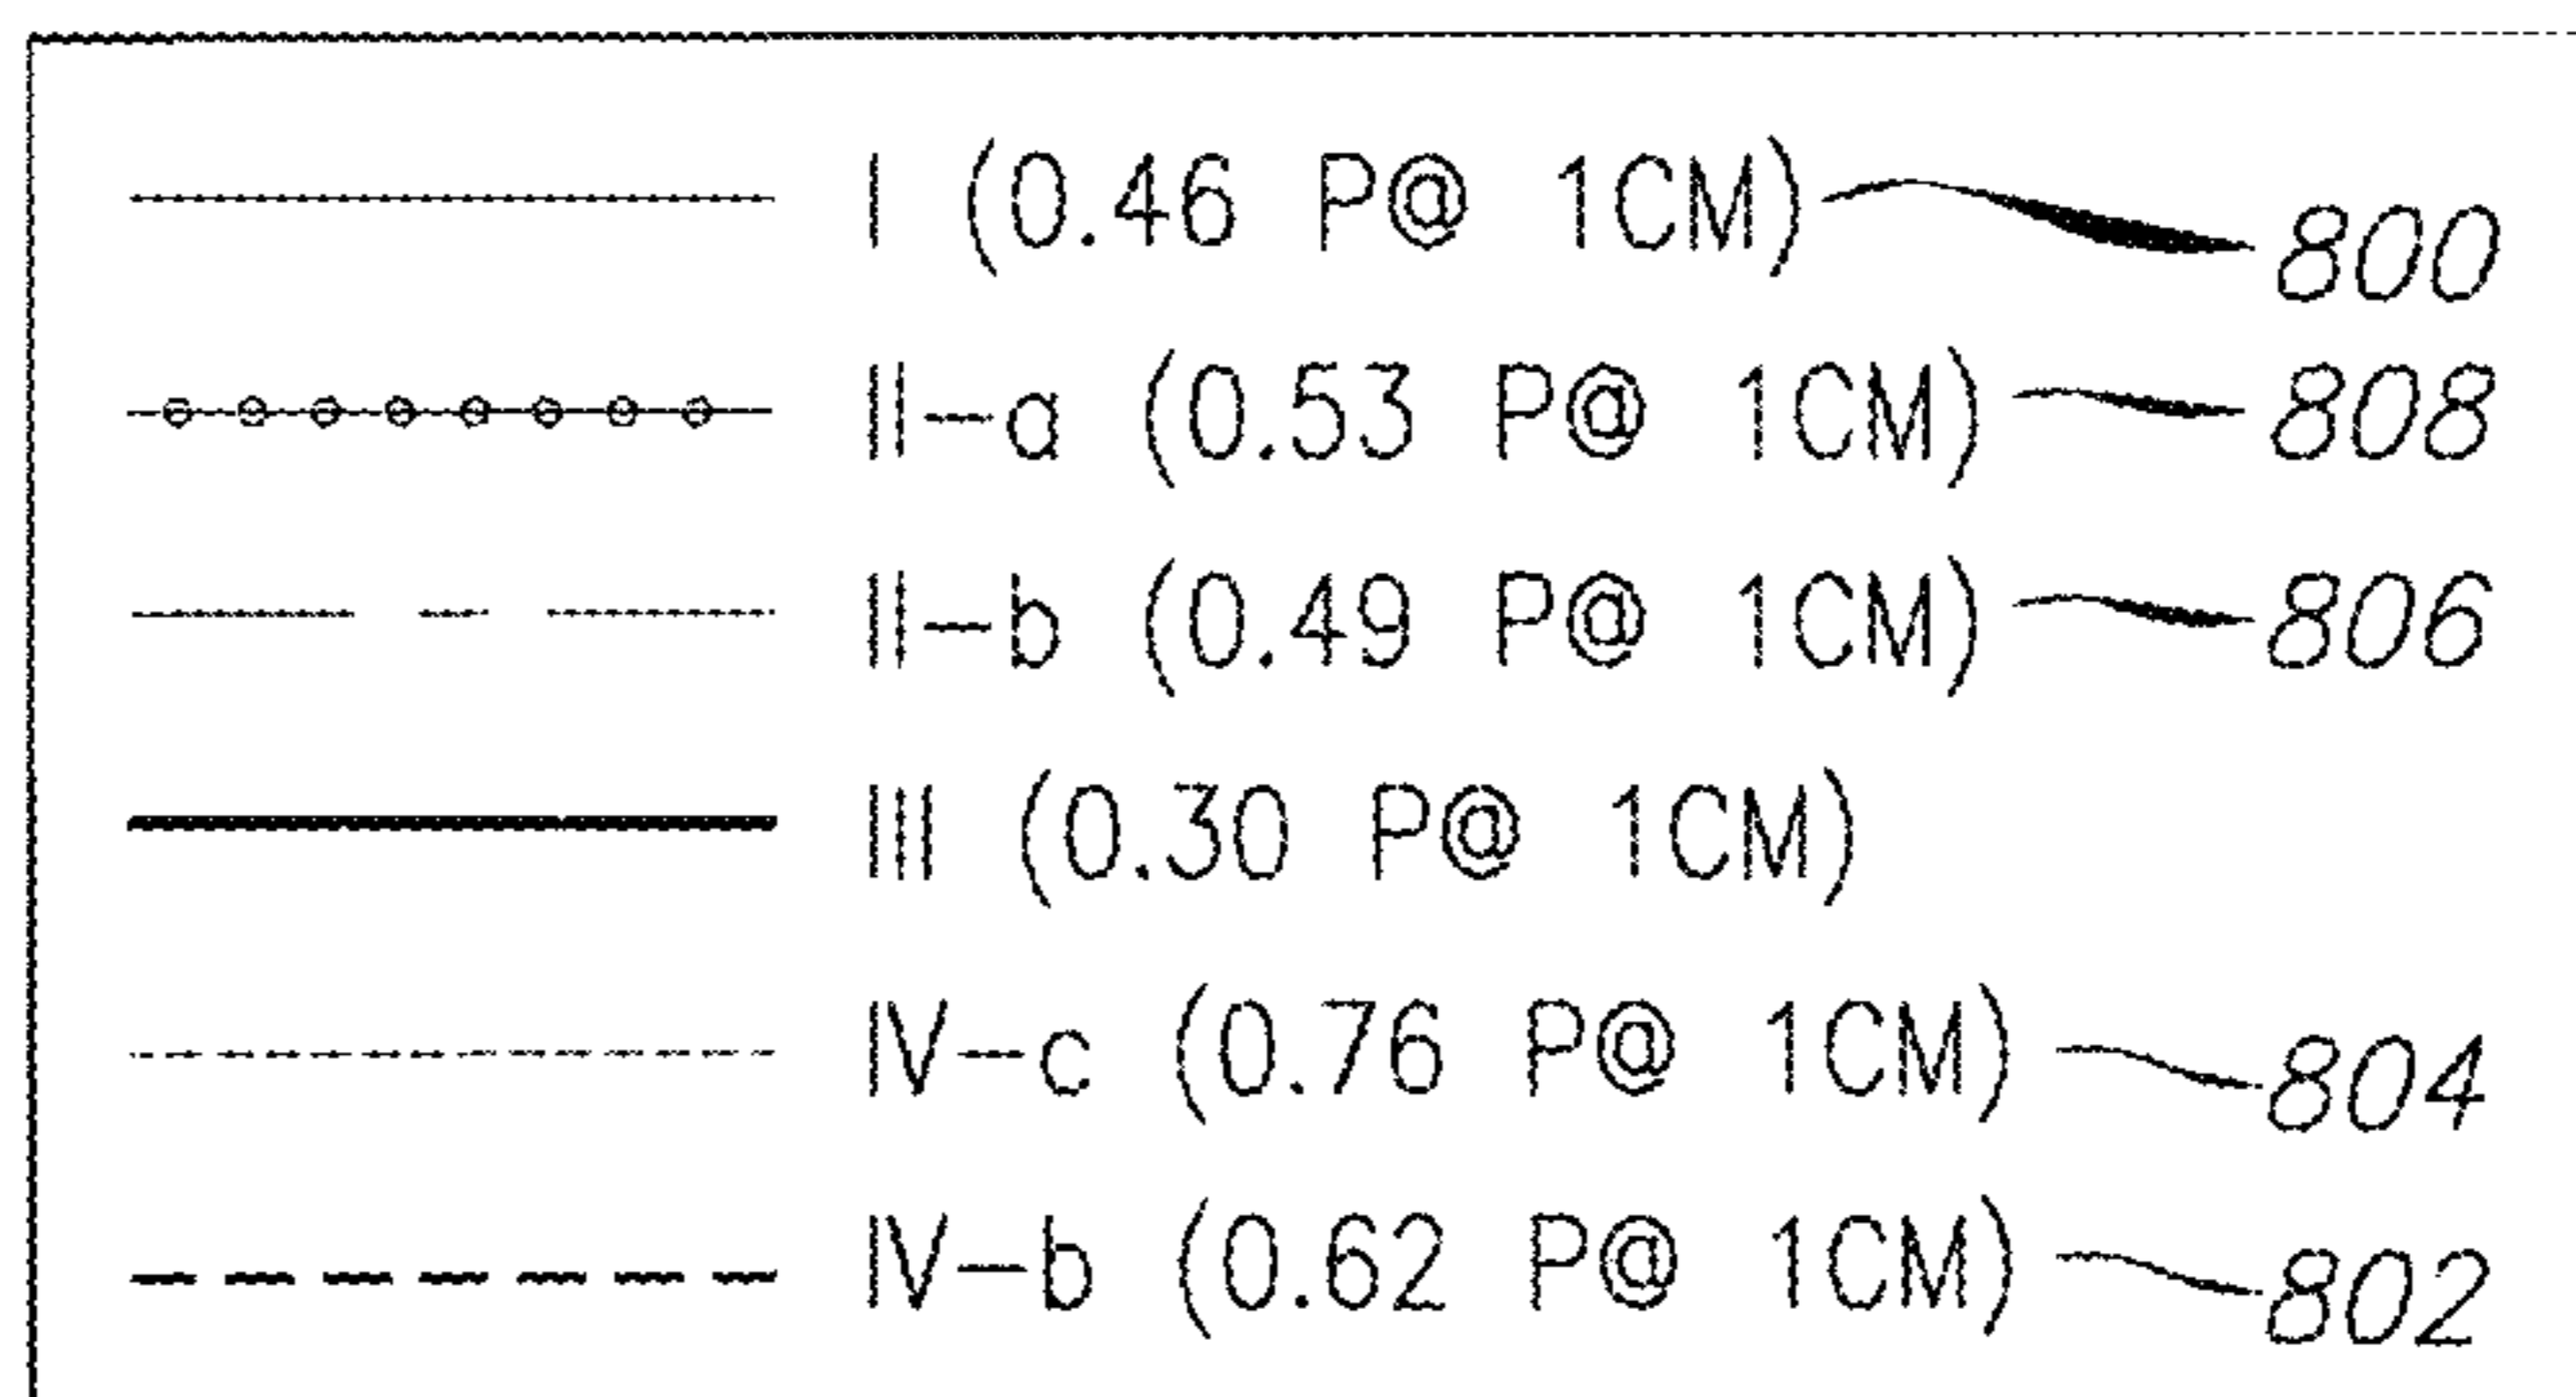 I (0.46 P@ 1CM) 800
II-a (0.53 P@ 1CM) 808
II-b (0.49 P@ 1CM) 806
III (0.30 P@ 1CM)
IV-c (0.76 P@ 1CM) 804
IV-b (0.62 P@ 1CM) 802